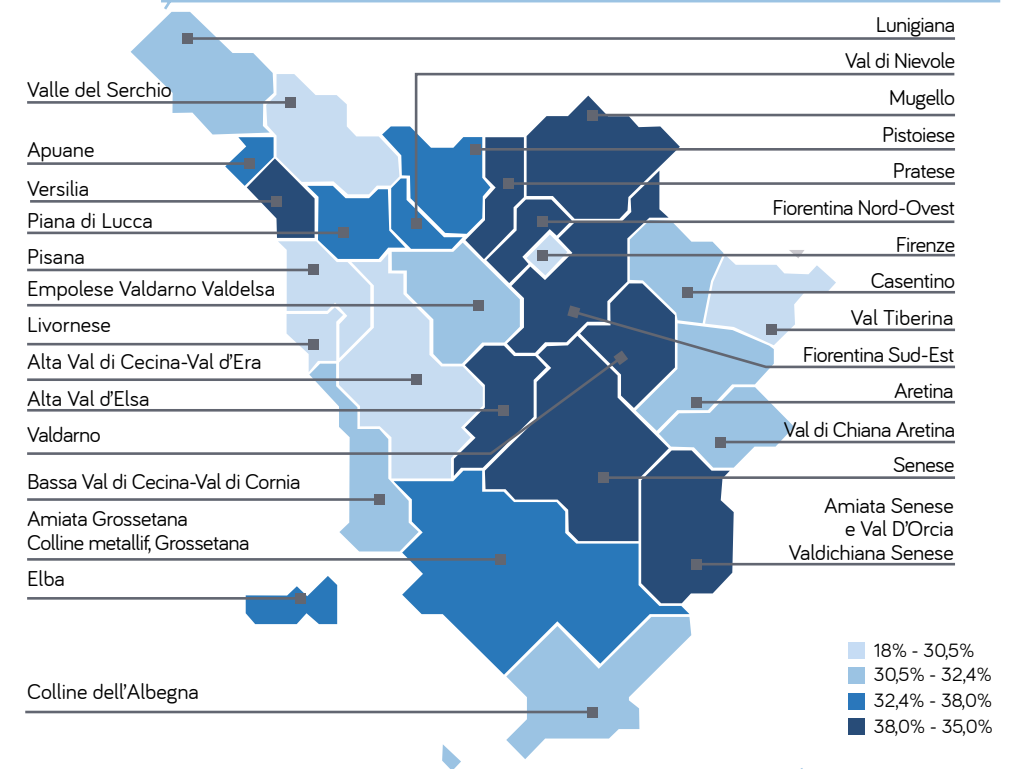 Lunigiana
Val di Nievole
Valle del Serchio
Mugello
Pistoiese
Apuane
Pratese
Versilia
Fiorentina Nord-Ovest
Piana di Lucca
Firenze
Pisana
Casentino
Empolese Valdarno Valdelsa
Val Tiberina
Livornese
Fiorentina Sud-Est
Alta Val di Cecina-Val d'Era
Aretina
Alta Val d'Elsa
Val di Chiana Aretina
Valdarno
Senese
Bassa Val di Cecina-Val di Cornia
Amiata Senese
e Val D'Orcia
Valdichiana Senese
Amiata Grossetana
Colline metallif, Grossetana
Elba
Colline dell'Albegna
18% - 30,5%
30,5% - 32,4%
32,4% - 38,0%
38,0% - 35,0%